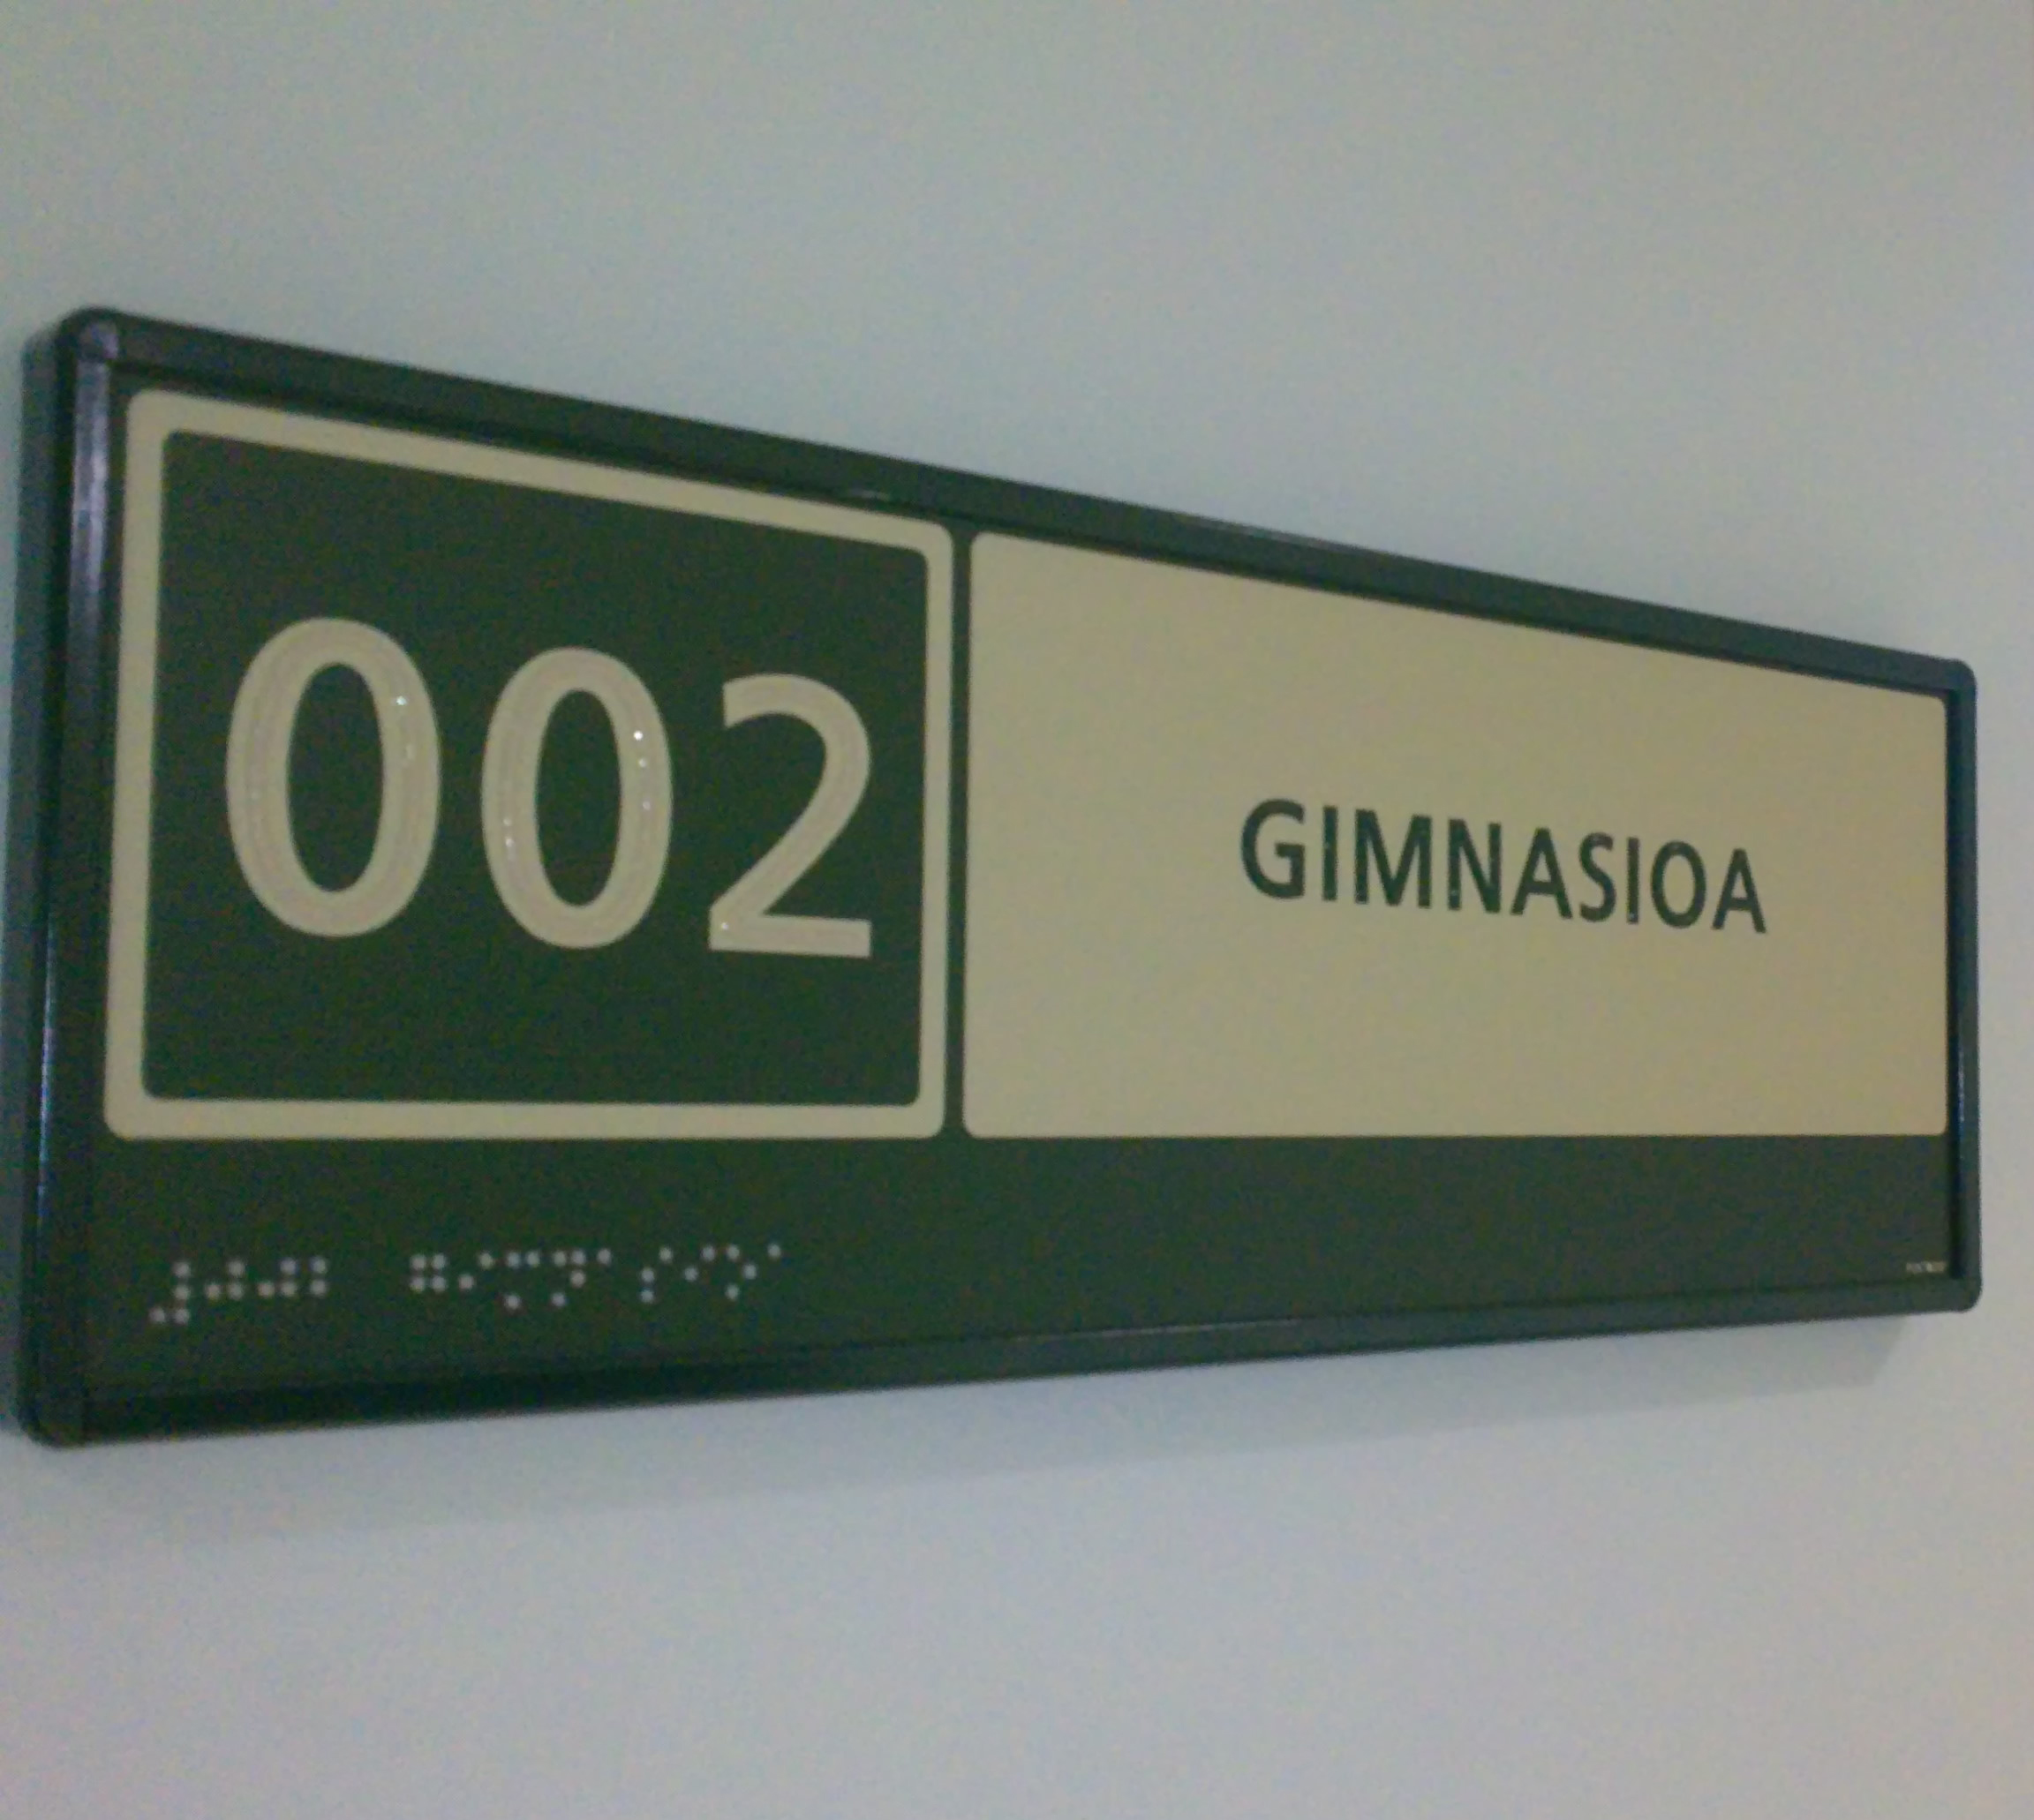 002
GIMNASIOA
⠼⠚⠚⠃ ⠛⠊⠍⠝⠁⠎⠊⠕⠁